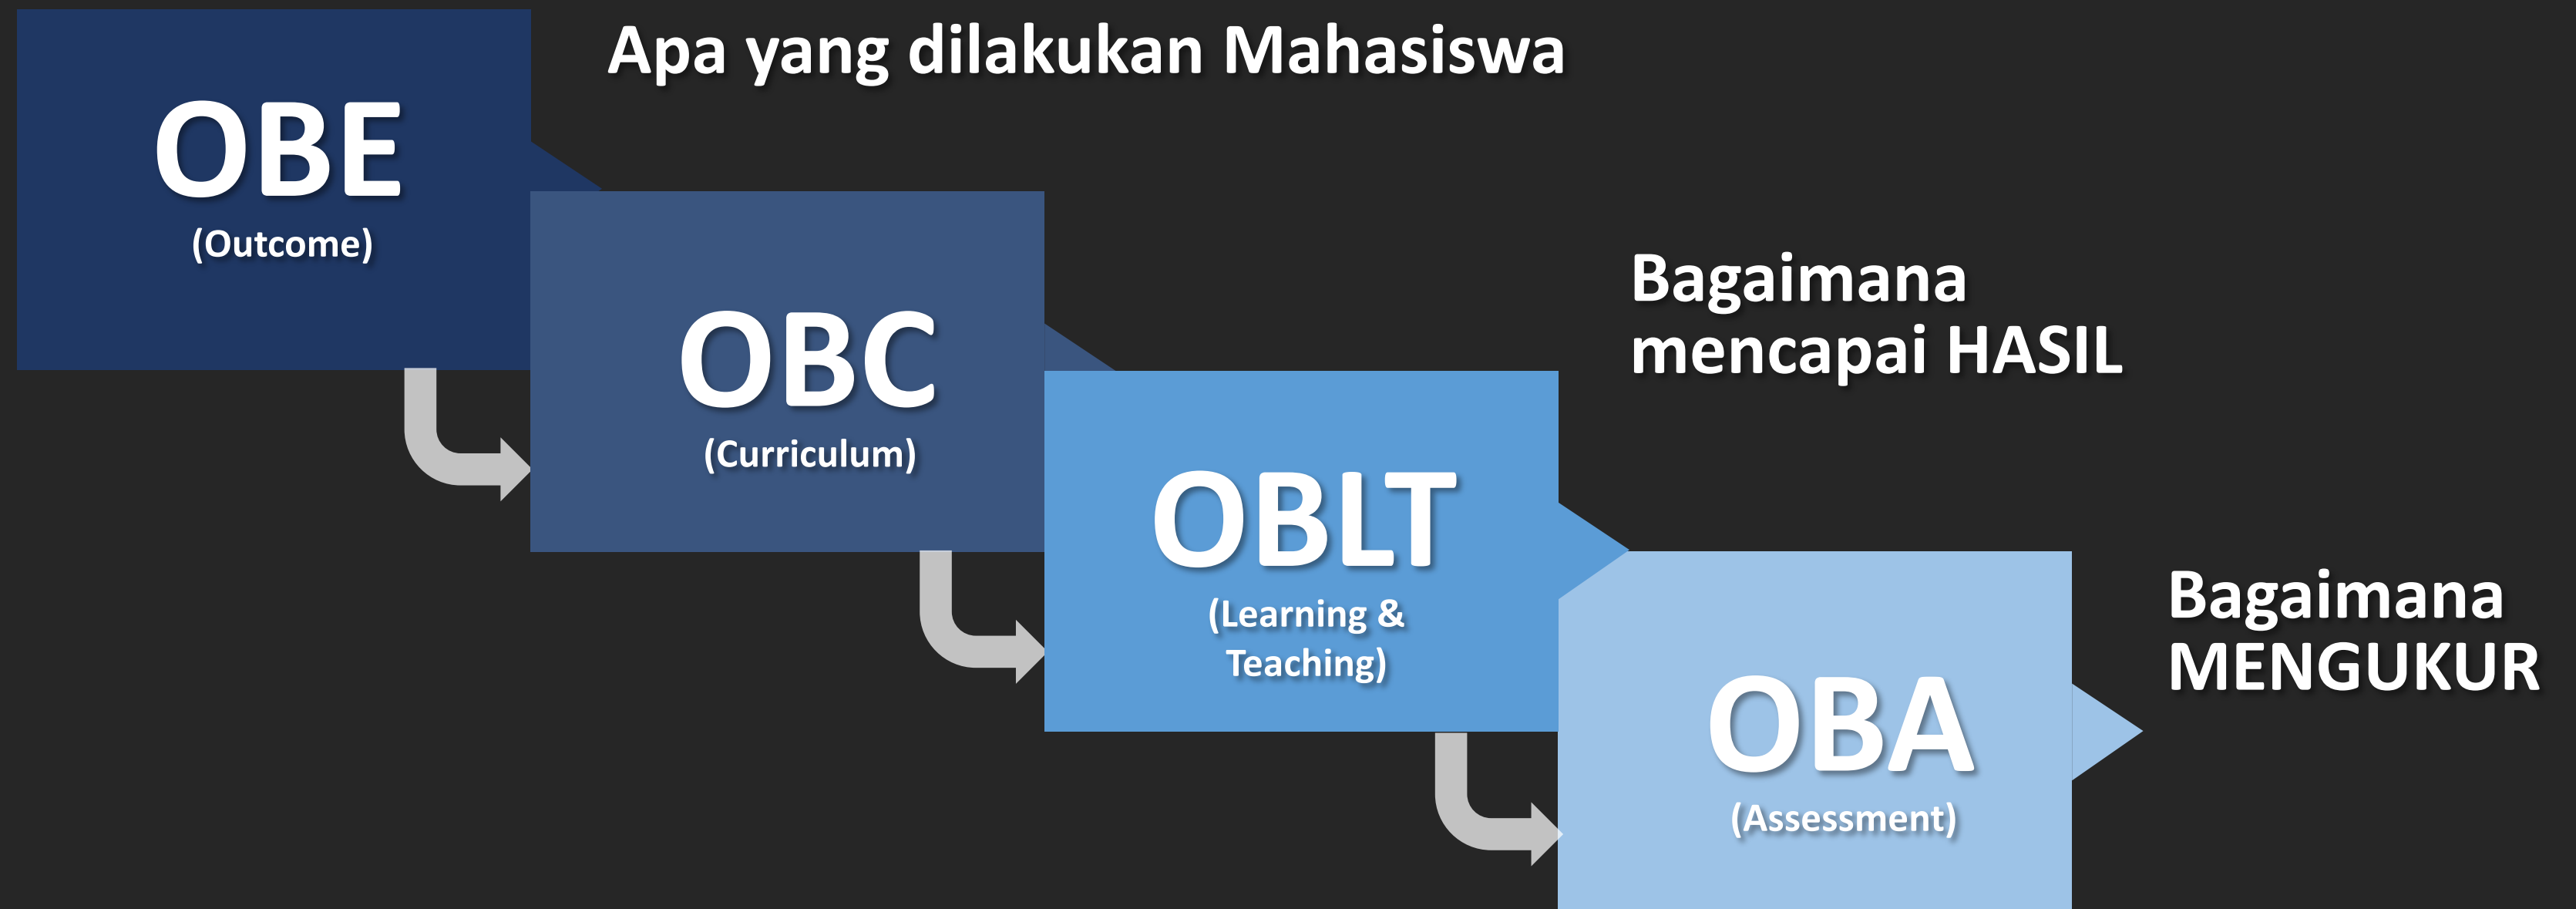 Apa yang dilakukan Mahasiswa
OBE
(Outcome)
OBC
(Curriculum)
Bagaimana
mencapai HASIL
OBLT
(Learning &
Teaching)
Bagaimana
MENGUKUR
OBA
(Assessment)